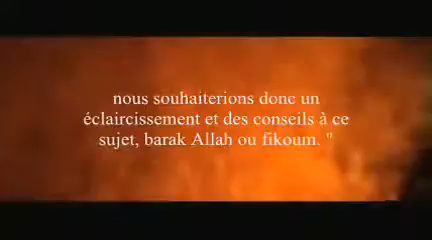 nous souhaiterions donc un
éclaircissement et des conseils à ce
sujet, barak Allah ou fikoum. "